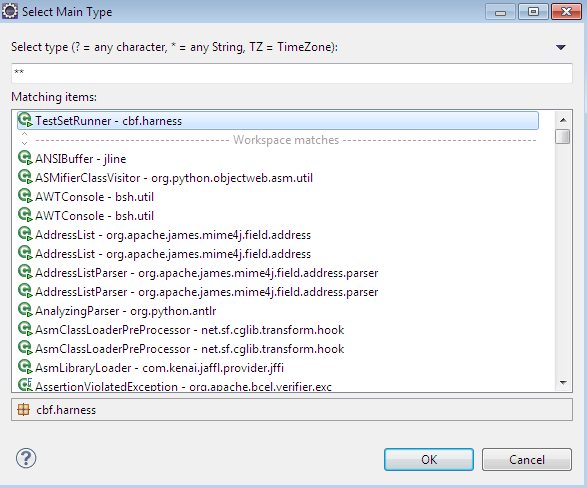 Select Main Type
Select type (? = any character, * = any String, TZ = TimeZone):
**
Matching items:
TestSetRunner - cbf.harness
Workspace matches
ANSIBuffer - jline
ASMifierClassVisitor - org.python.objectweb.asm.util
AWTConsole - bsh.util
AWTConsole - bsh.util
AddressList - org.apache.james.mime4j.field.address
AddressList - org.apache.james.mime4j.field.address
AddressListParser - org.apache.james.mime4j.field.address.parser
AddressListParser - org.apache.james.mime4j.field.address.parser
AnalyzingParser - org.python.antlr
AsmClassLoaderPreProcessor - net.sf.cglib.transform.hook
AsmClassLoaderPreProcessor - net.sf.cglib.transform.hook
AsmLibraryLoader - com.kenai.jaffl.provider.jffi
AssertionViolatedException - org.apache.bcel.verifier.exc
cbf.harness
OK Cancel